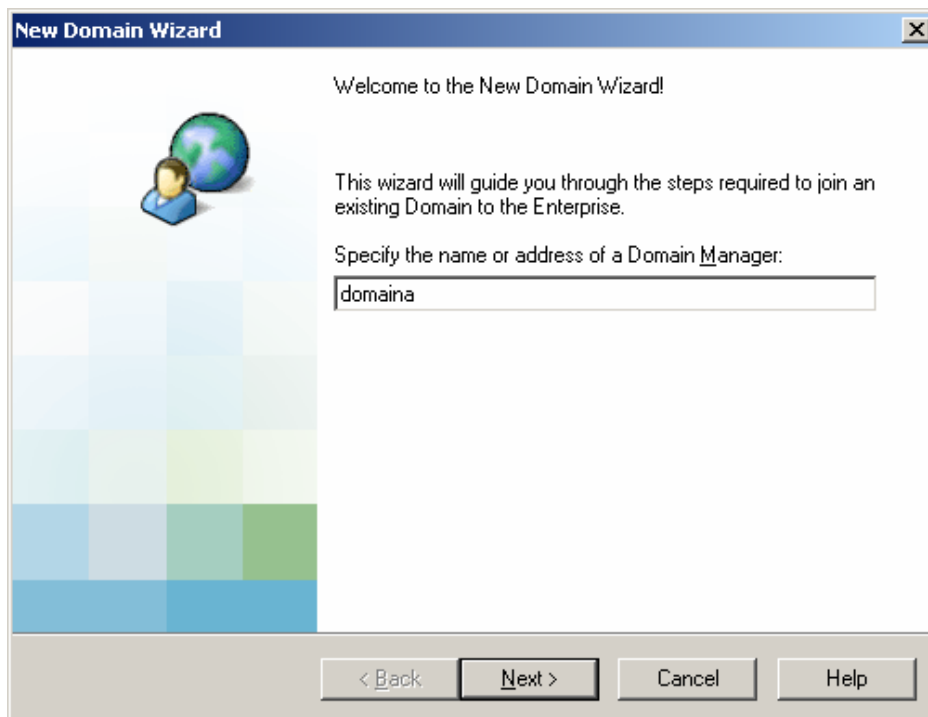 New Domain Wizard
Welcome to the New Domain Wizard!
This wizard will guide you through the steps required to join an
existing Domain to the Enterprise.
Specify the name or address of a Domain Manager:
domaina
< Back
Next >
Cancel
Help